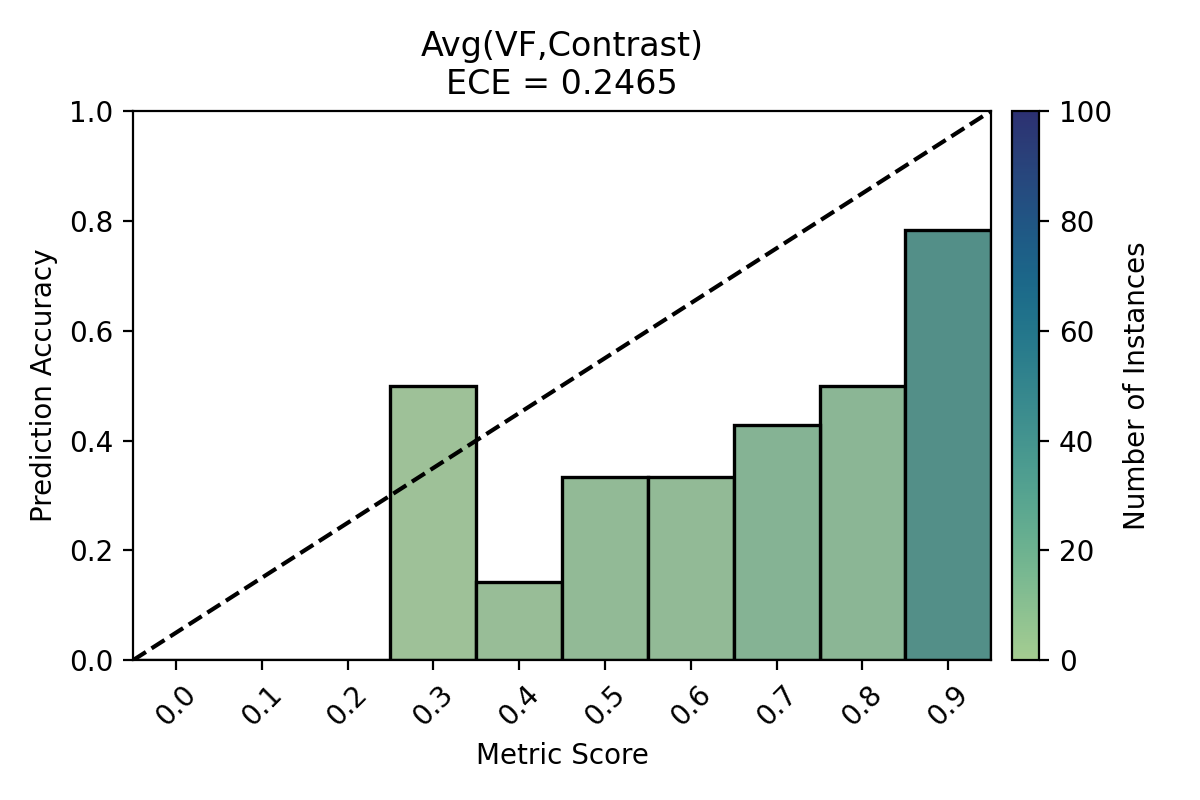 Avg(VF,Contrast)
ECE = 0.2465
1.0
0.8
0.6
0.4
0.2
0.0
Prediction Accuracy
0.0 0.1 0.2 0.3 0.4 0.5 0.6 0.7 0.8 0.9
Metric Score
100
80
60
40
20
0
Number of Instances